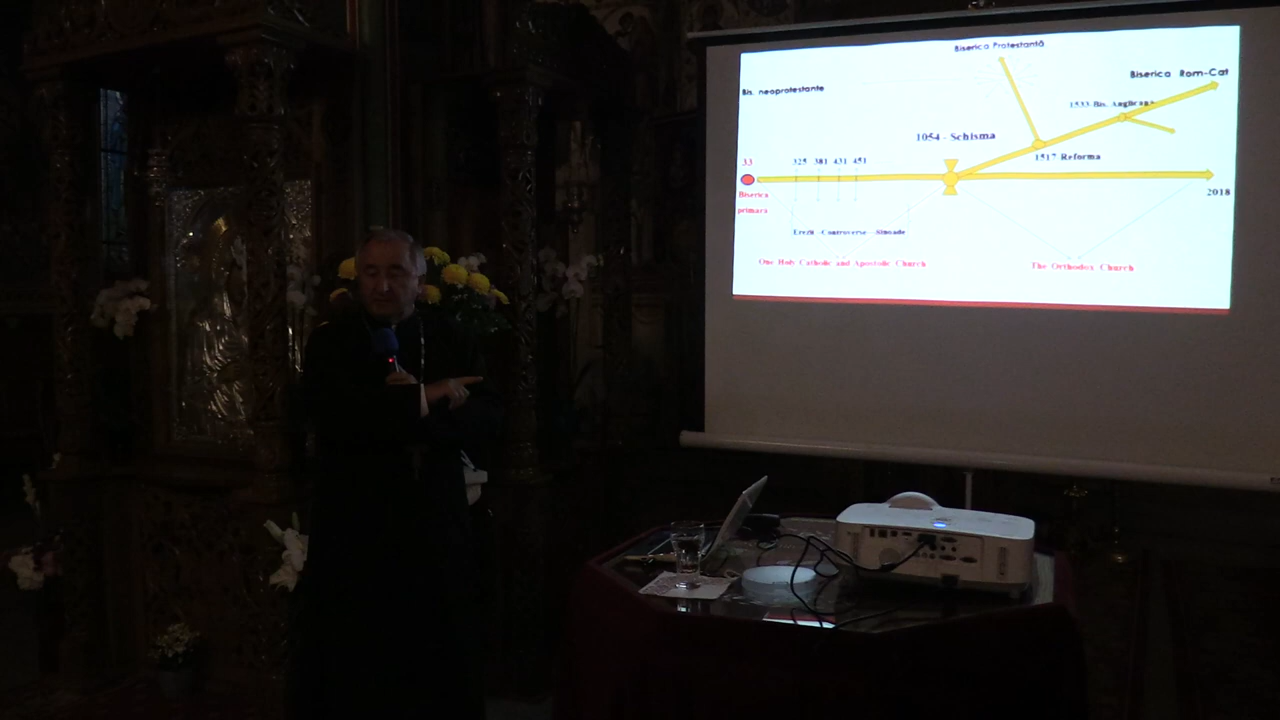 Biserica Protestantă
Biserica Rom-Cat
Bis. neoprotestante
1533 Bis. Anglicana
1054 - Schisma
33
325 381 431 451
1517 Reforma
Biserica
primară
2018
Erezii - Controverse - Sinoade
One Holy Catholic and Apostolic Church
The Orthodox Church